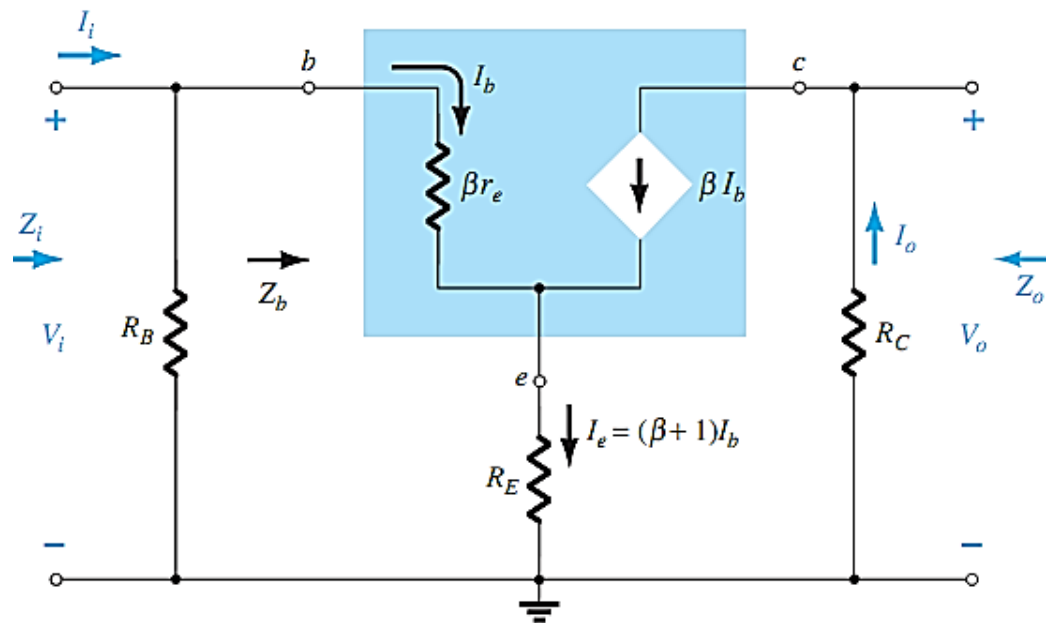 I_i
b
I_b
c
+
βr_e
βI_b
+
Z_i
Z_b
I_o
Z_o
V_i
R_B
R_C
V_o
e
I_e = (β + 1)I_b
R_E
−
−